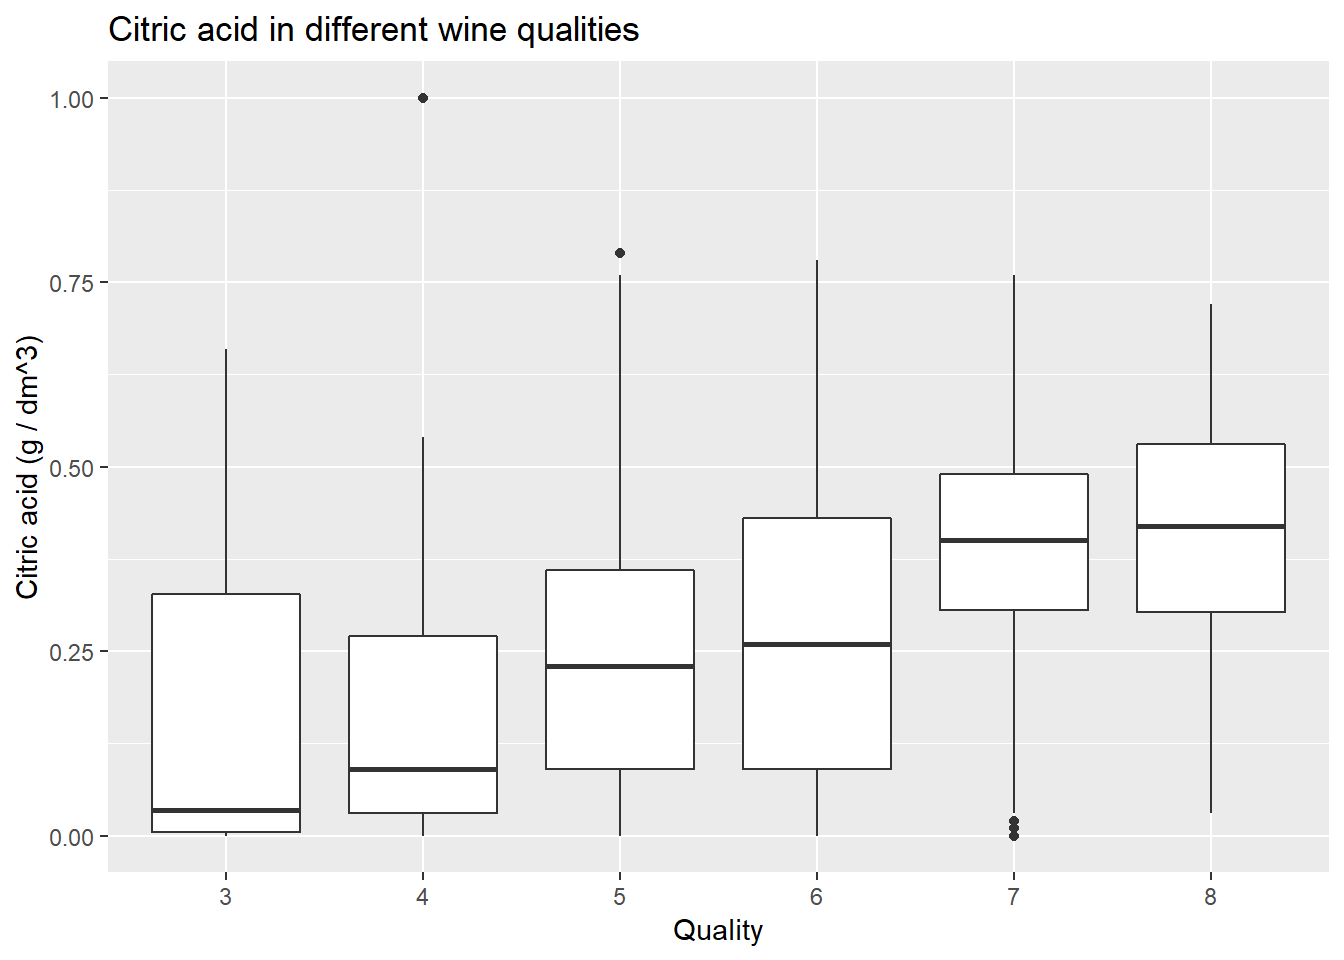 Citric acid in different wine qualities
Citric acid (g / dm^3)
1.00
0.75
0.50
0.25
0.00
3 4 5 6 7 8
Quality